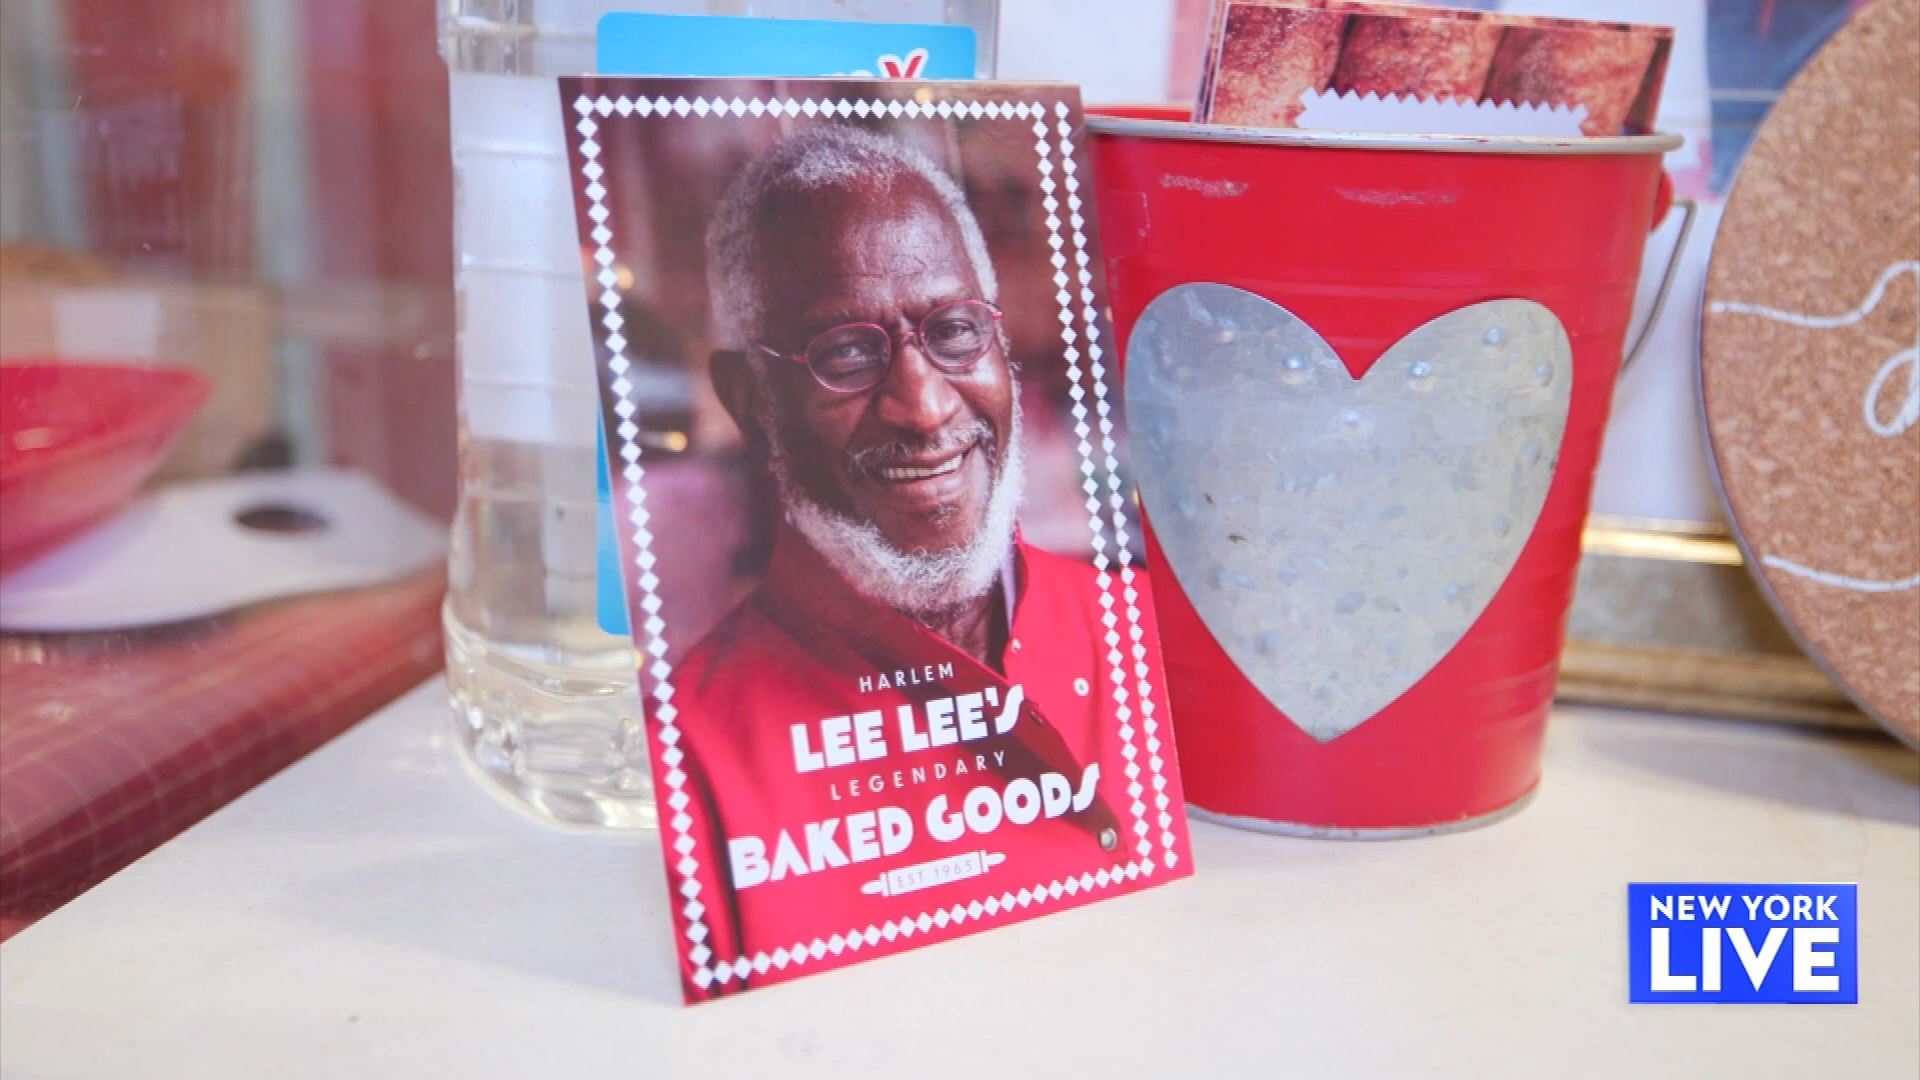 HARLEM
LEE LEE'S
LEGENDARY
BAKED GOODS
EST 1965
NEW YORK
LIVE